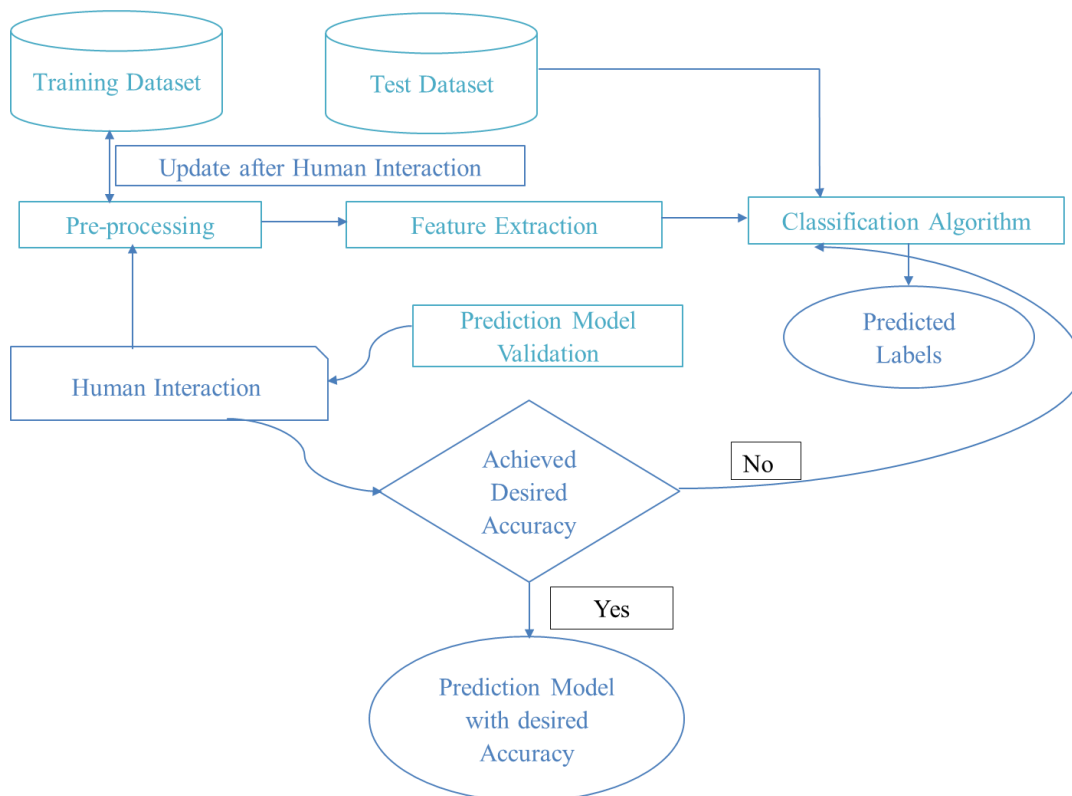 Training Dataset
Test Dataset
Update after Human Interaction
Pre-processing
Feature Extraction
Classification Algorithm
Prediction Model
Validation
Predicted
Labels
Human Interaction
Achieved
Desired
Accuracy
No
Yes
Prediction Model
with desired
Accuracy